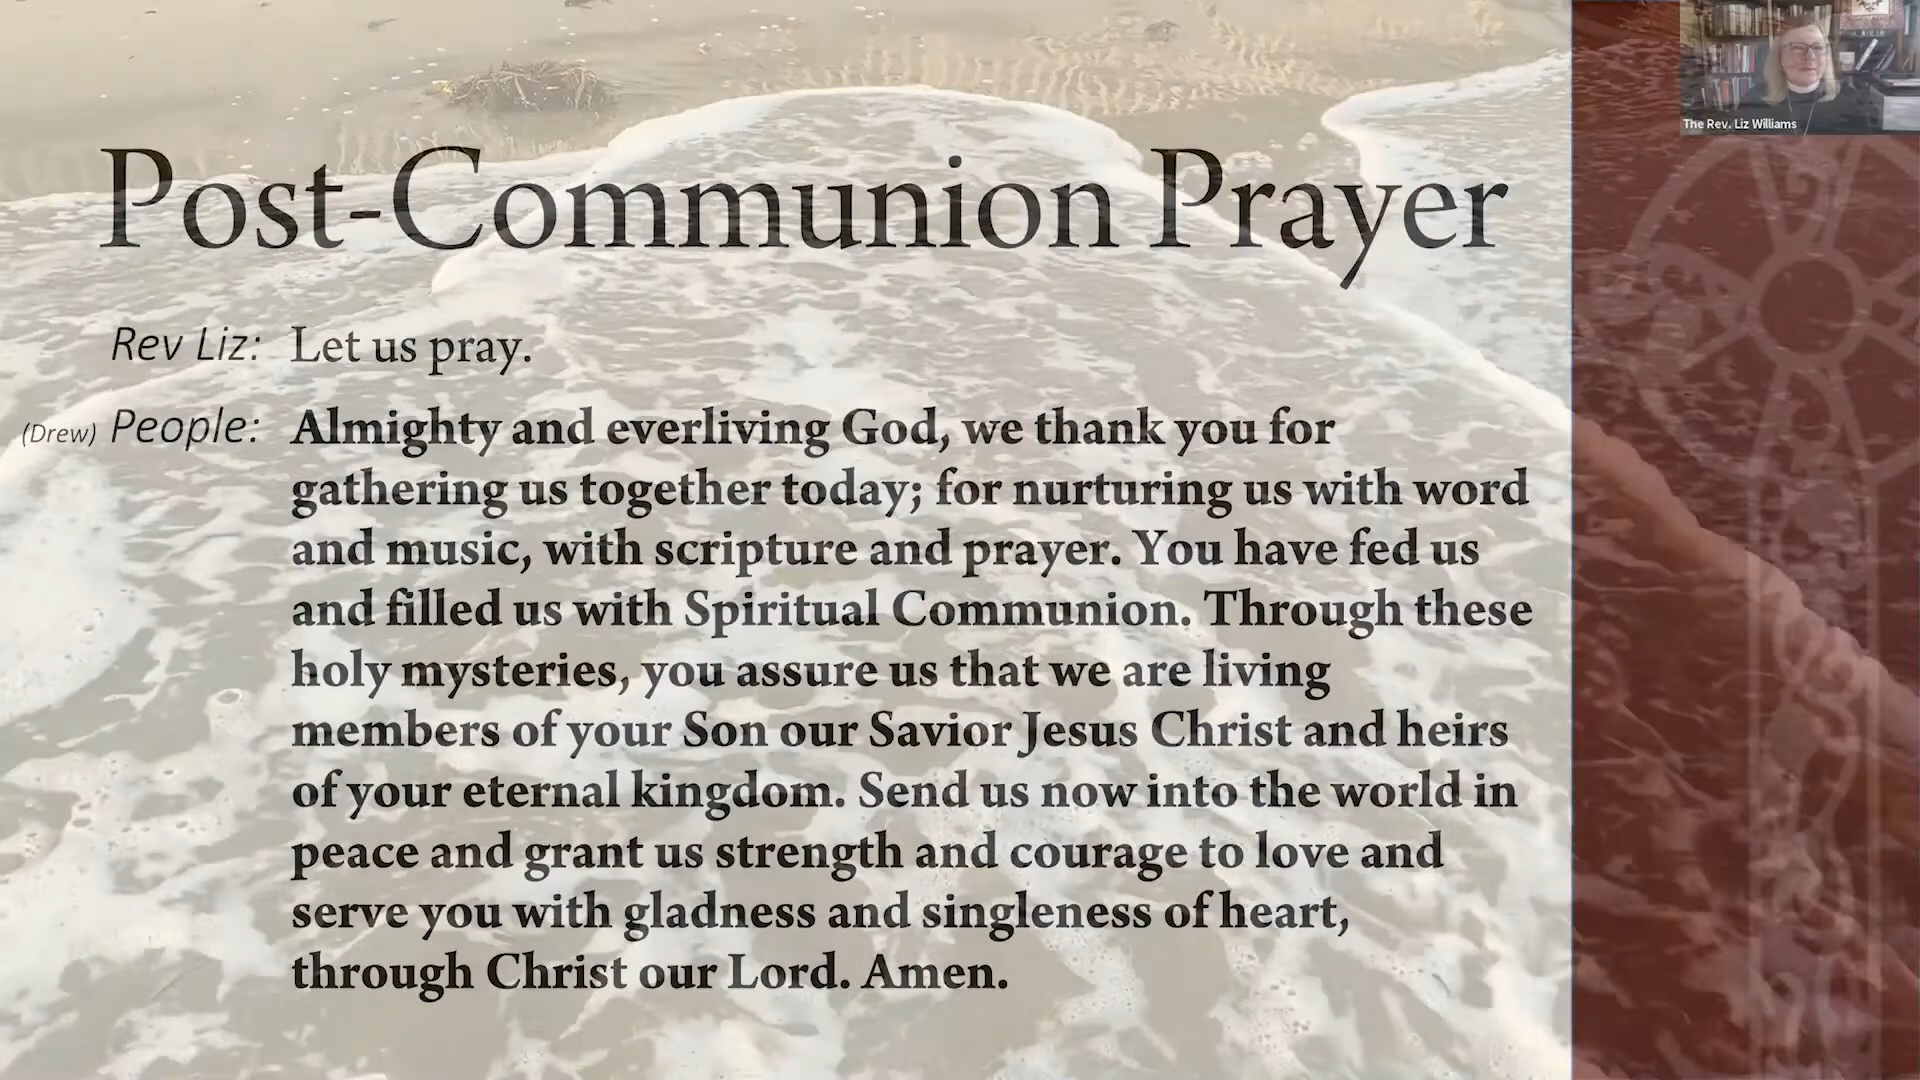 The Rev. Liz Williams
Post-Communion Prayer
Rev Liz: Let us pray.
(Drew) People: Almighty and everliving God, we thank you for
gathering us together today; for nurturing us with word
and music, with scripture and prayer. You have fed us
and filled us with Spiritual Communion. Through these
holy mysteries, you assure us that we are living
members of your Son our Savior Jesus Christ and heirs
of your eternal kingdom. Send us now into the world in
peace and grant us strength and courage to love and
serve you with gladness and singleness of heart,
through Christ our Lord. Amen.